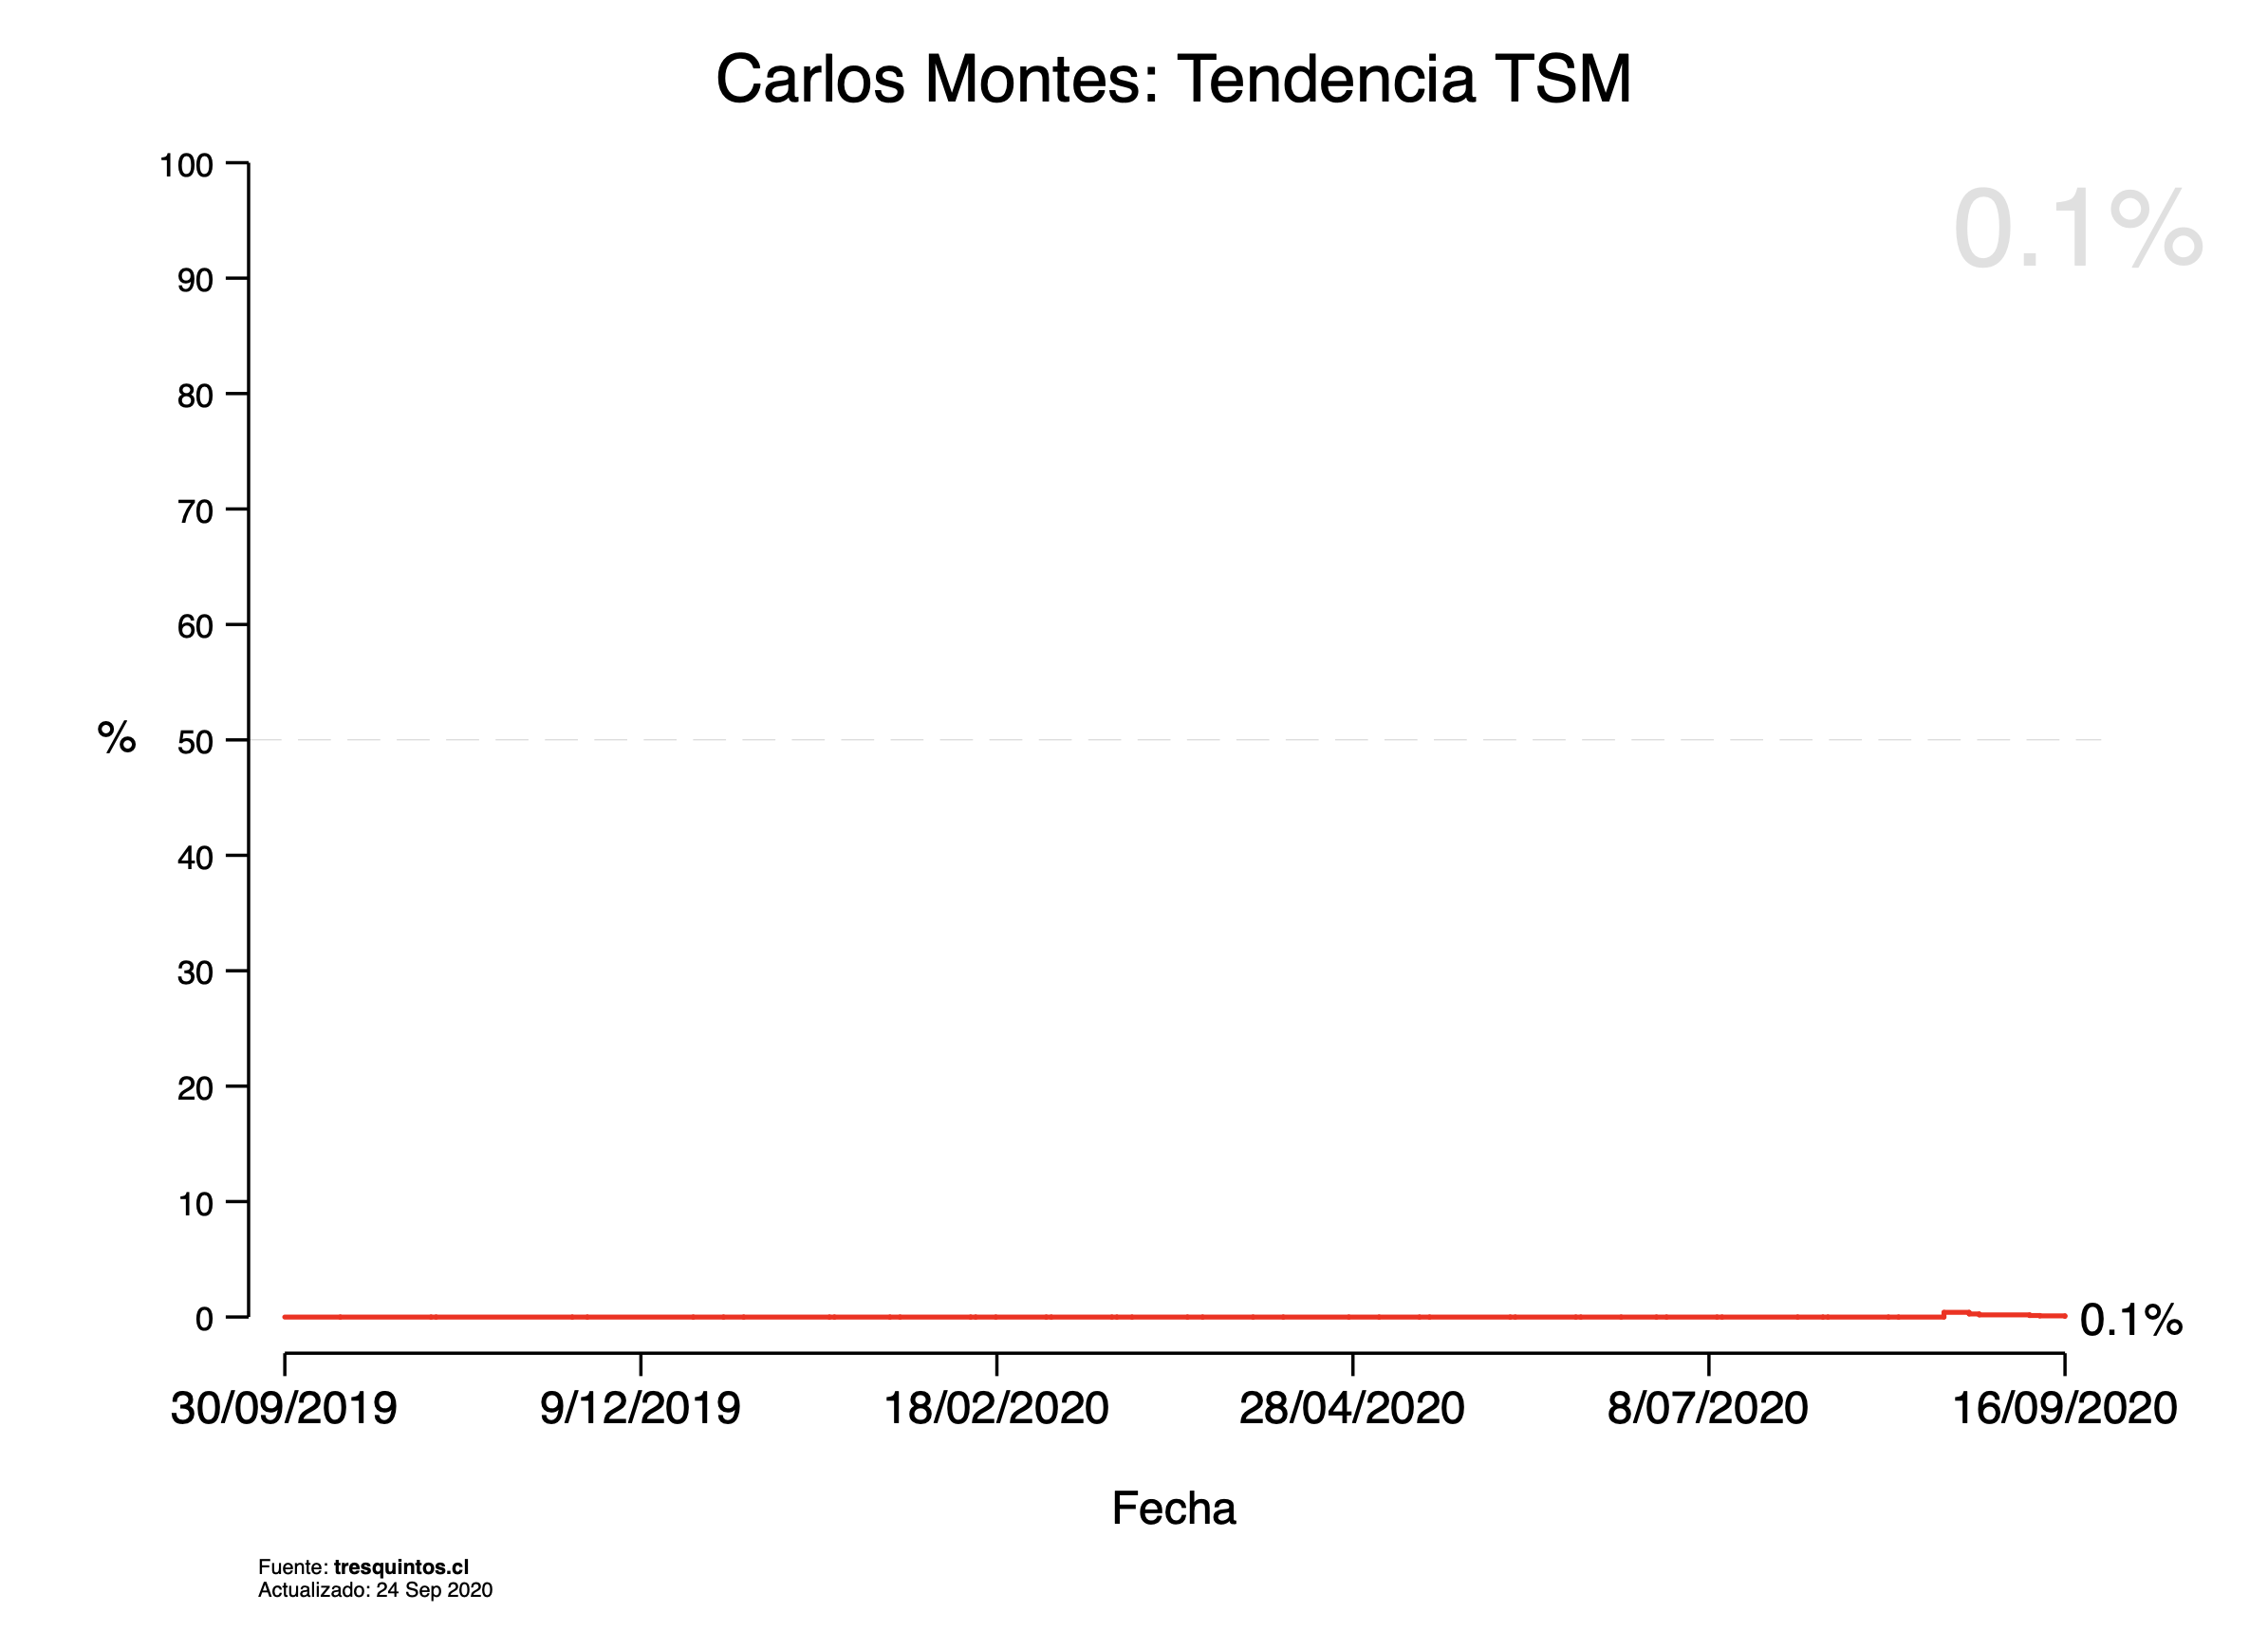 Carlos Montes: Tendencia TSM
0.1%
100
90
80
70
60
% 50
40
30
20
10
0
0.1%
30/09/2019 9/12/2019 18/02/2020 28/04/2020 8/07/2020 16/09/2020
Fecha
Fuente: tresquintos.cl
Actualizado: 24 Sep 2020